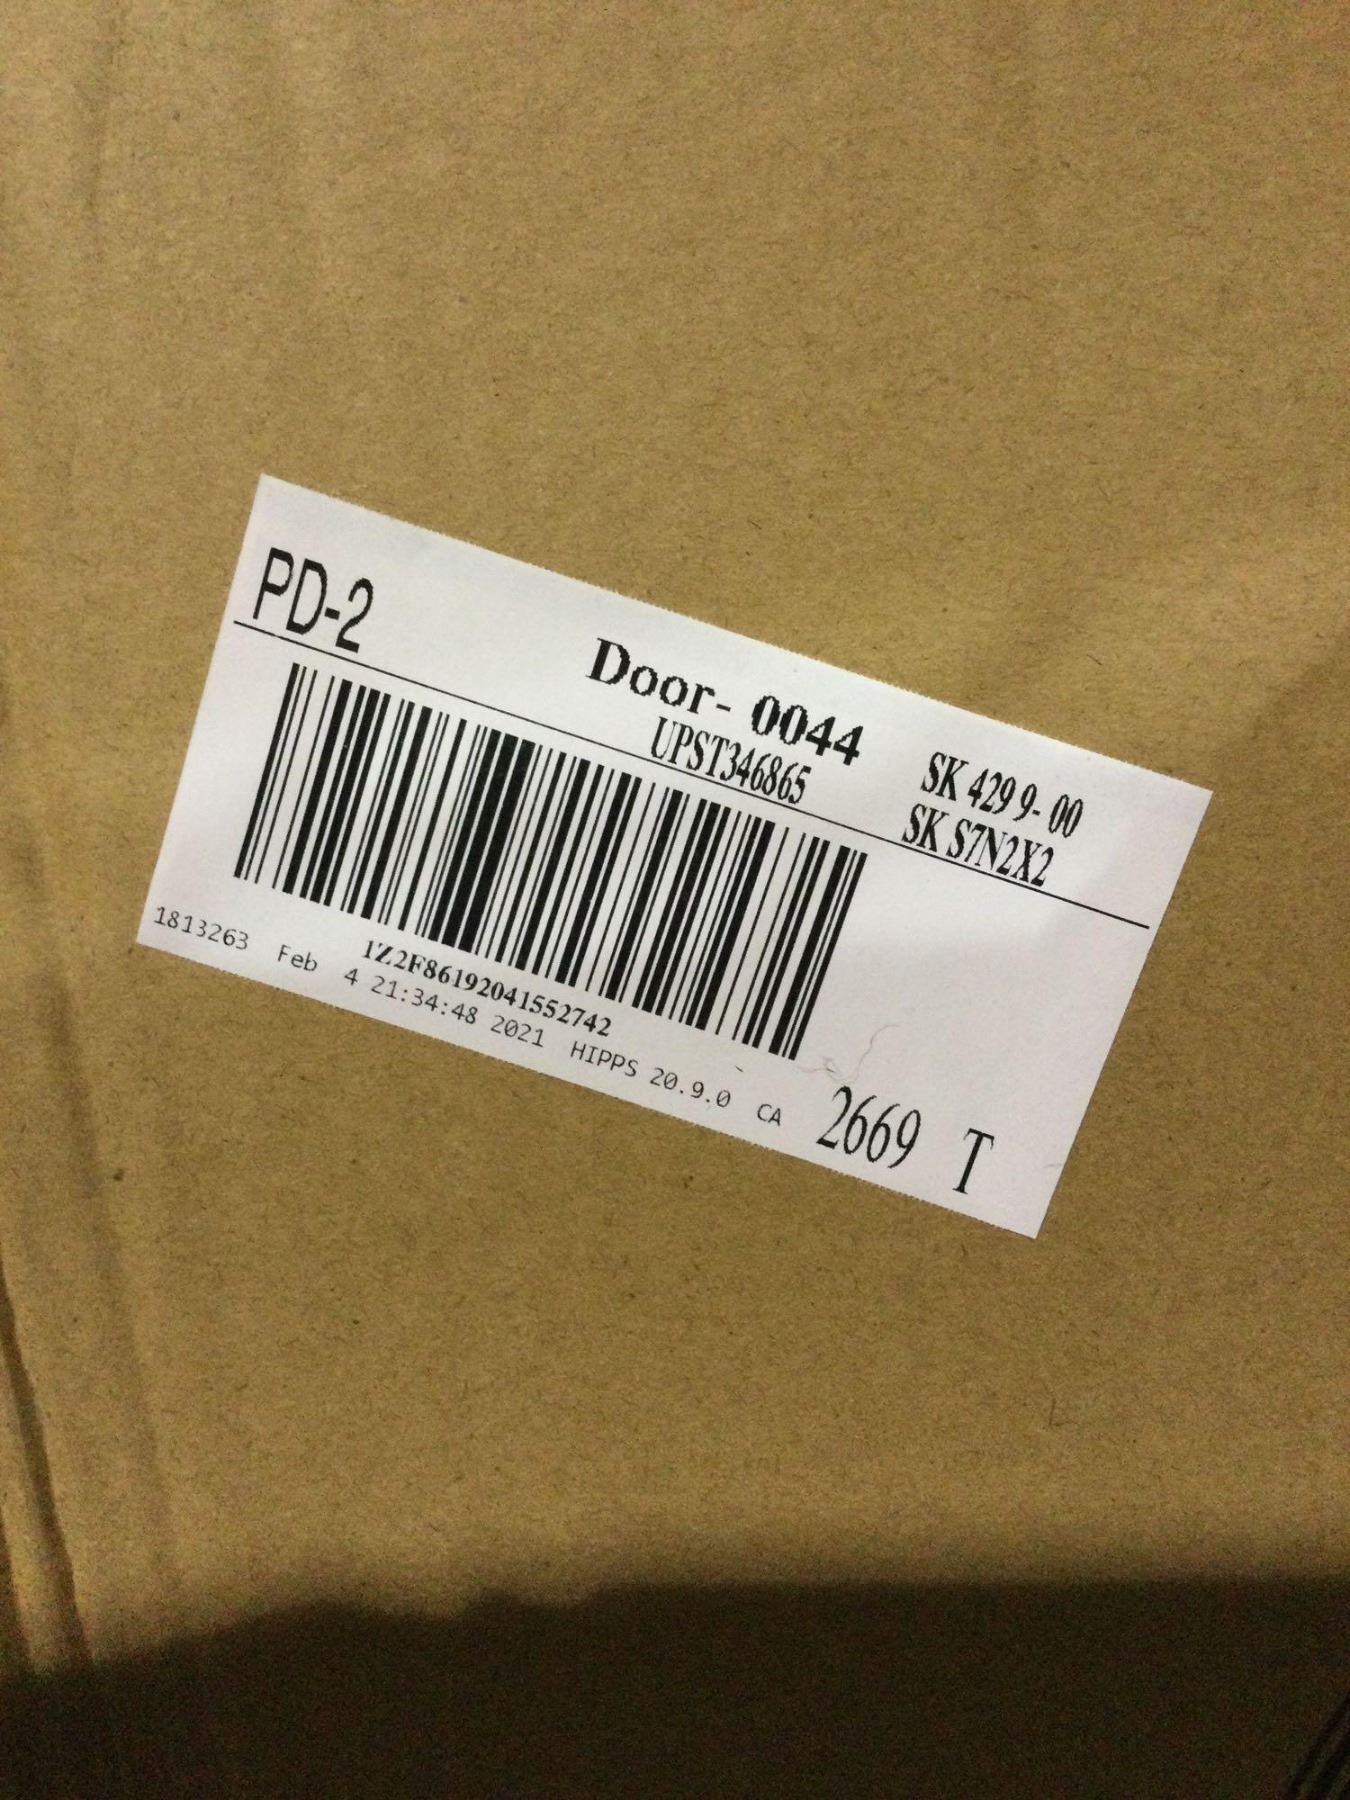 PD-2
Door- 0044
UPST346865
SK 429 9- 00
SK S7N2X2
1Z2F86192041552742
1813263 Feb 4 21:34:48 2021 HIPPS 20.9.0 CA
2669 T